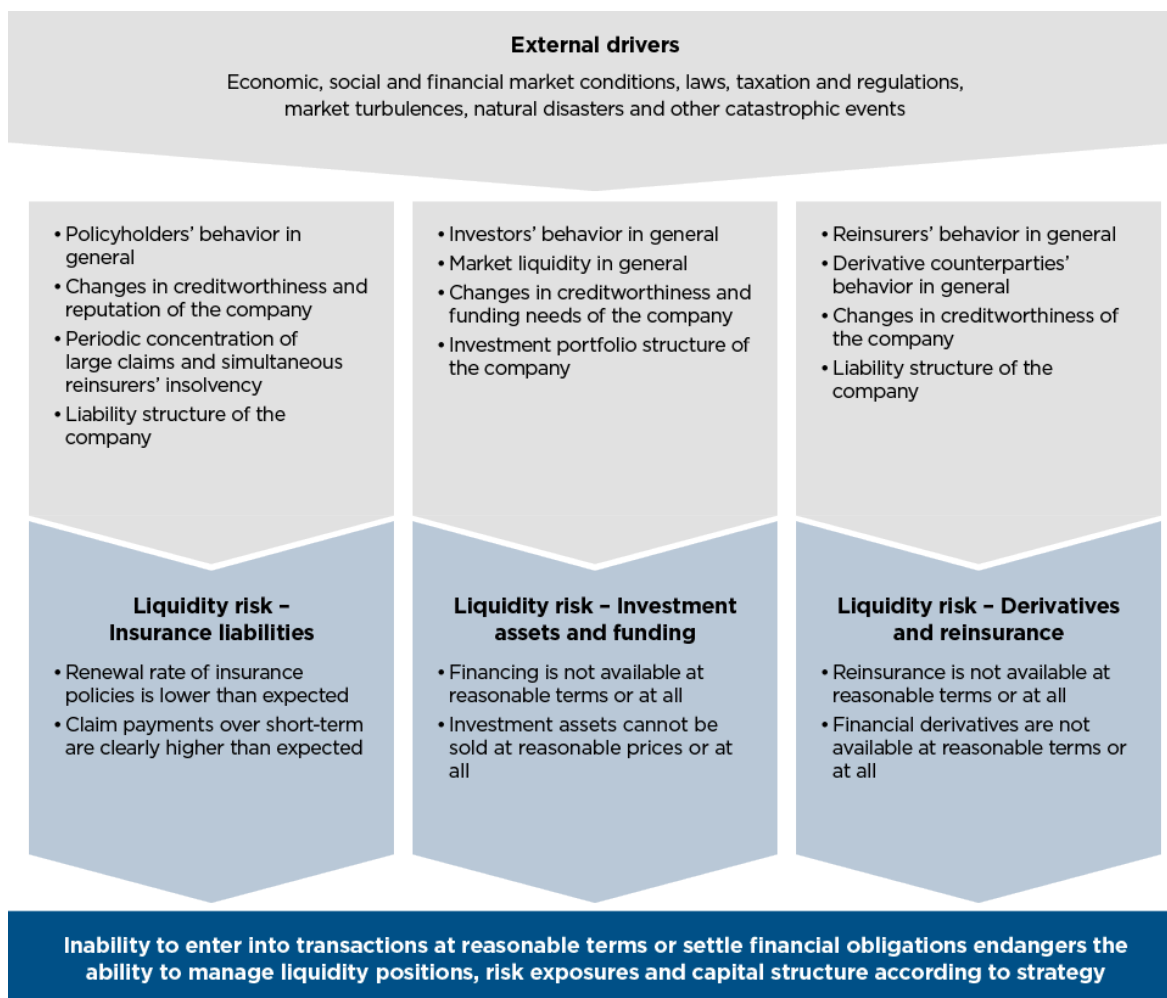 External drivers
Economic, social and financial market conditions, laws, taxation and regulations,
market turbulences, natural disasters and other catastrophic events
• Policyholders’ behavior in
general
• Changes in creditworthiness and
reputation of the company
• Periodic concentration of
large claims and simultaneous
reinsurers’ insolvency
• Liability structure of the
company
• Investors’ behavior in general
• Market liquidity in general
• Changes in creditworthiness and
funding needs of the company
• Investment portfolio structure of
the company
• Reinsurers’ behavior in general
• Derivative counterparties’
behavior in general
• Changes in creditworthiness of
the company
• Liability structure of the
company
Liquidity risk –
Insurance liabilities
• Renewal rate of insurance
policies is lower than expected
• Claim payments over short-term
are clearly higher than expected
Liquidity risk – Investment
assets and funding
• Financing is not available at
reasonable terms or at all
• Investment assets cannot be
sold at reasonable prices or at
all
Liquidity risk – Derivatives
and reinsurance
• Reinsurance is not available at
reasonable terms or at all
• Financial derivatives are not
available at reasonable terms or
at all
Inability to enter into transactions at reasonable terms or settle financial obligations endangers the
ability to manage liquidity positions, risk exposures and capital structure according to strategy